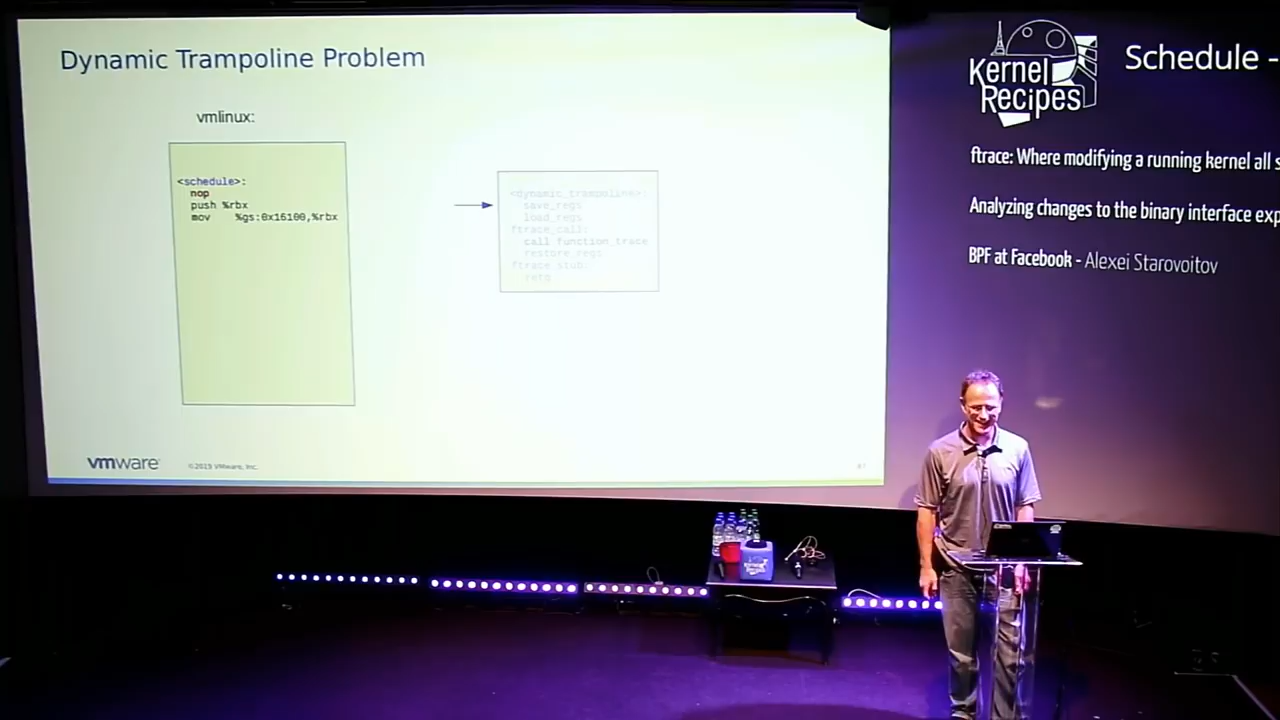 Dynamic Trampoline Problem
vmlinux:
<schedule>:
nop
push %rbx
mov %gs:0x16100,%rbx
<dynamic_trampoline>:
save_regs
load_regs
ftrace_call:
call function_trace
restore_regs
ftrace_stub:
retq
vmware
©2019 VMware, Inc.
Kernel
Recipes
Schedule -
ftrace: Where modifying a running kernel all s
Analyzing changes to the binary interface exp
BPF at Facebook - Alexei Starovoitov